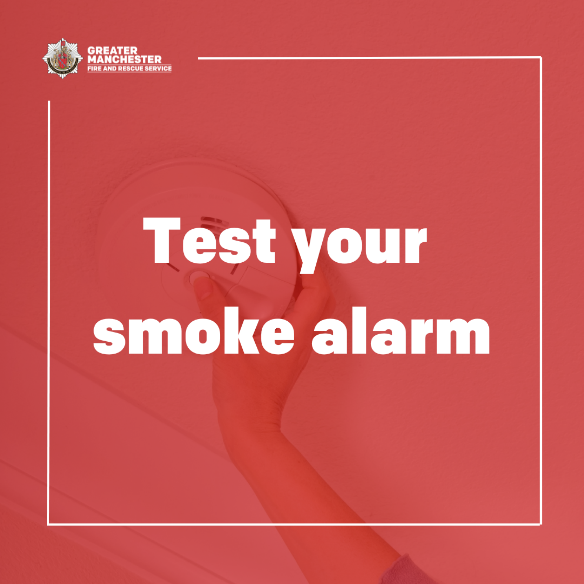 GREATER
MANCHESTER
FIRE AND RESCUE SERVICE
Test your
smoke alarm